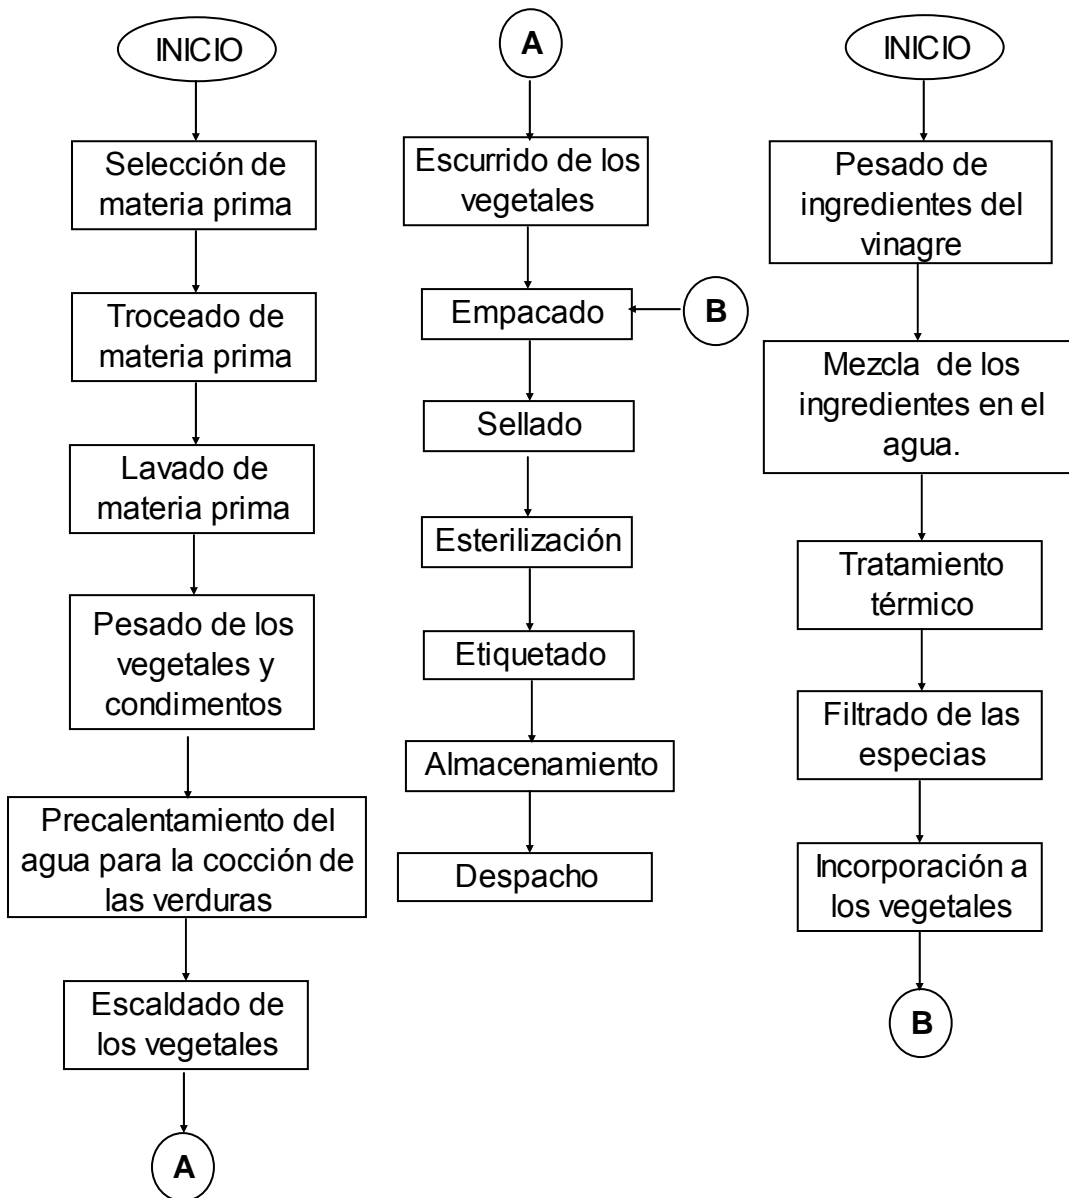 INICIO
Selección de
materia prima
Troceado de
materia prima
Lavado de
materia prima
Pesado de los
vegetales y
condimentos
Precalentamiento del
agua para la cocción de
las verduras
Escaldado de
los vegetales
A
A
Escurrido de los
vegetales
Empacado
B
Sellado
Esterilización
Etiquetado
Almacenamiento
Despacho
INICIO
Pesado de
ingredientes del
vinagre
Mezcla de los
ingredientes en el
agua.
Tratamiento
térmico
Filtrado de las
especias
Incorporación a
los vegetales
B